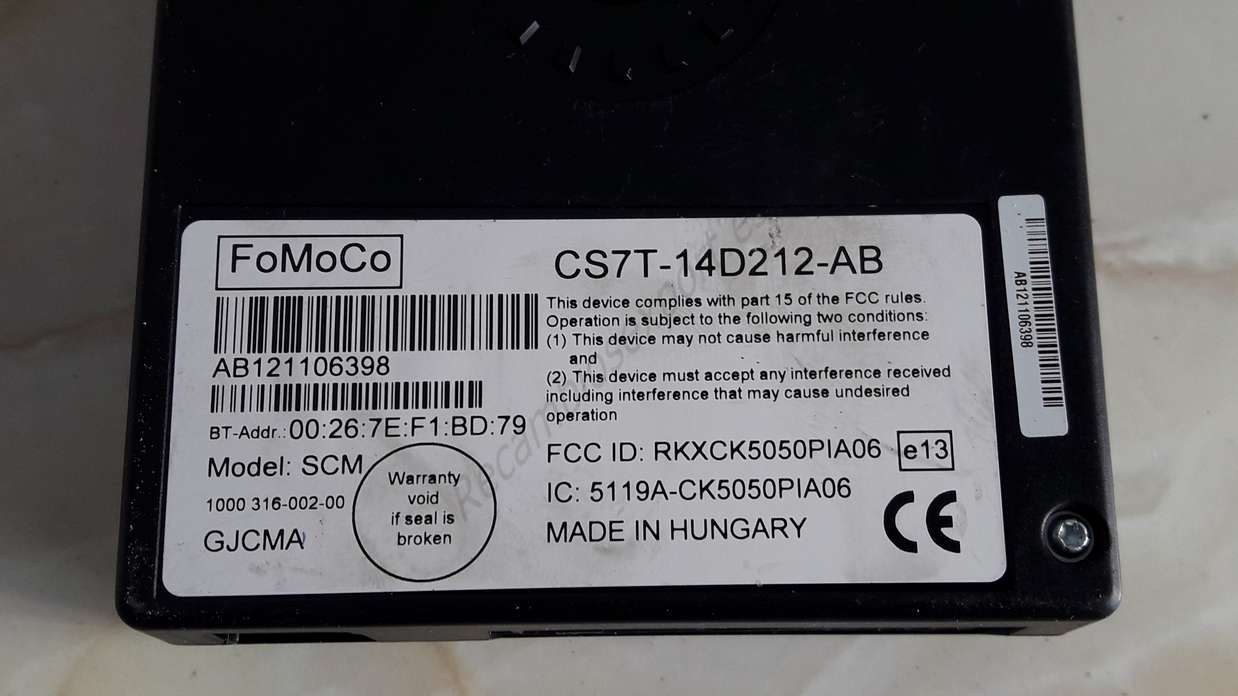 FoMoCo
CS7T-14D212-AB
AB121106398
BT-Addr.:00:26:7E:F1:BD:79
Model: SCM
1000 316-002-00
GJCMA
Warranty
void
if seal is
broken
This device complies with part 15 of the FCC rules.
Operation is subject to the following two conditions:
(1) This device may not cause harmful interference
and
(2) This device must accept any interference received
including interference that may cause undesired
operation
FCC ID: RKXCK5050PIA06
e13
IC: 5119A-CK5050PIA06
MADE IN HUNGARY
CE
AB121106398